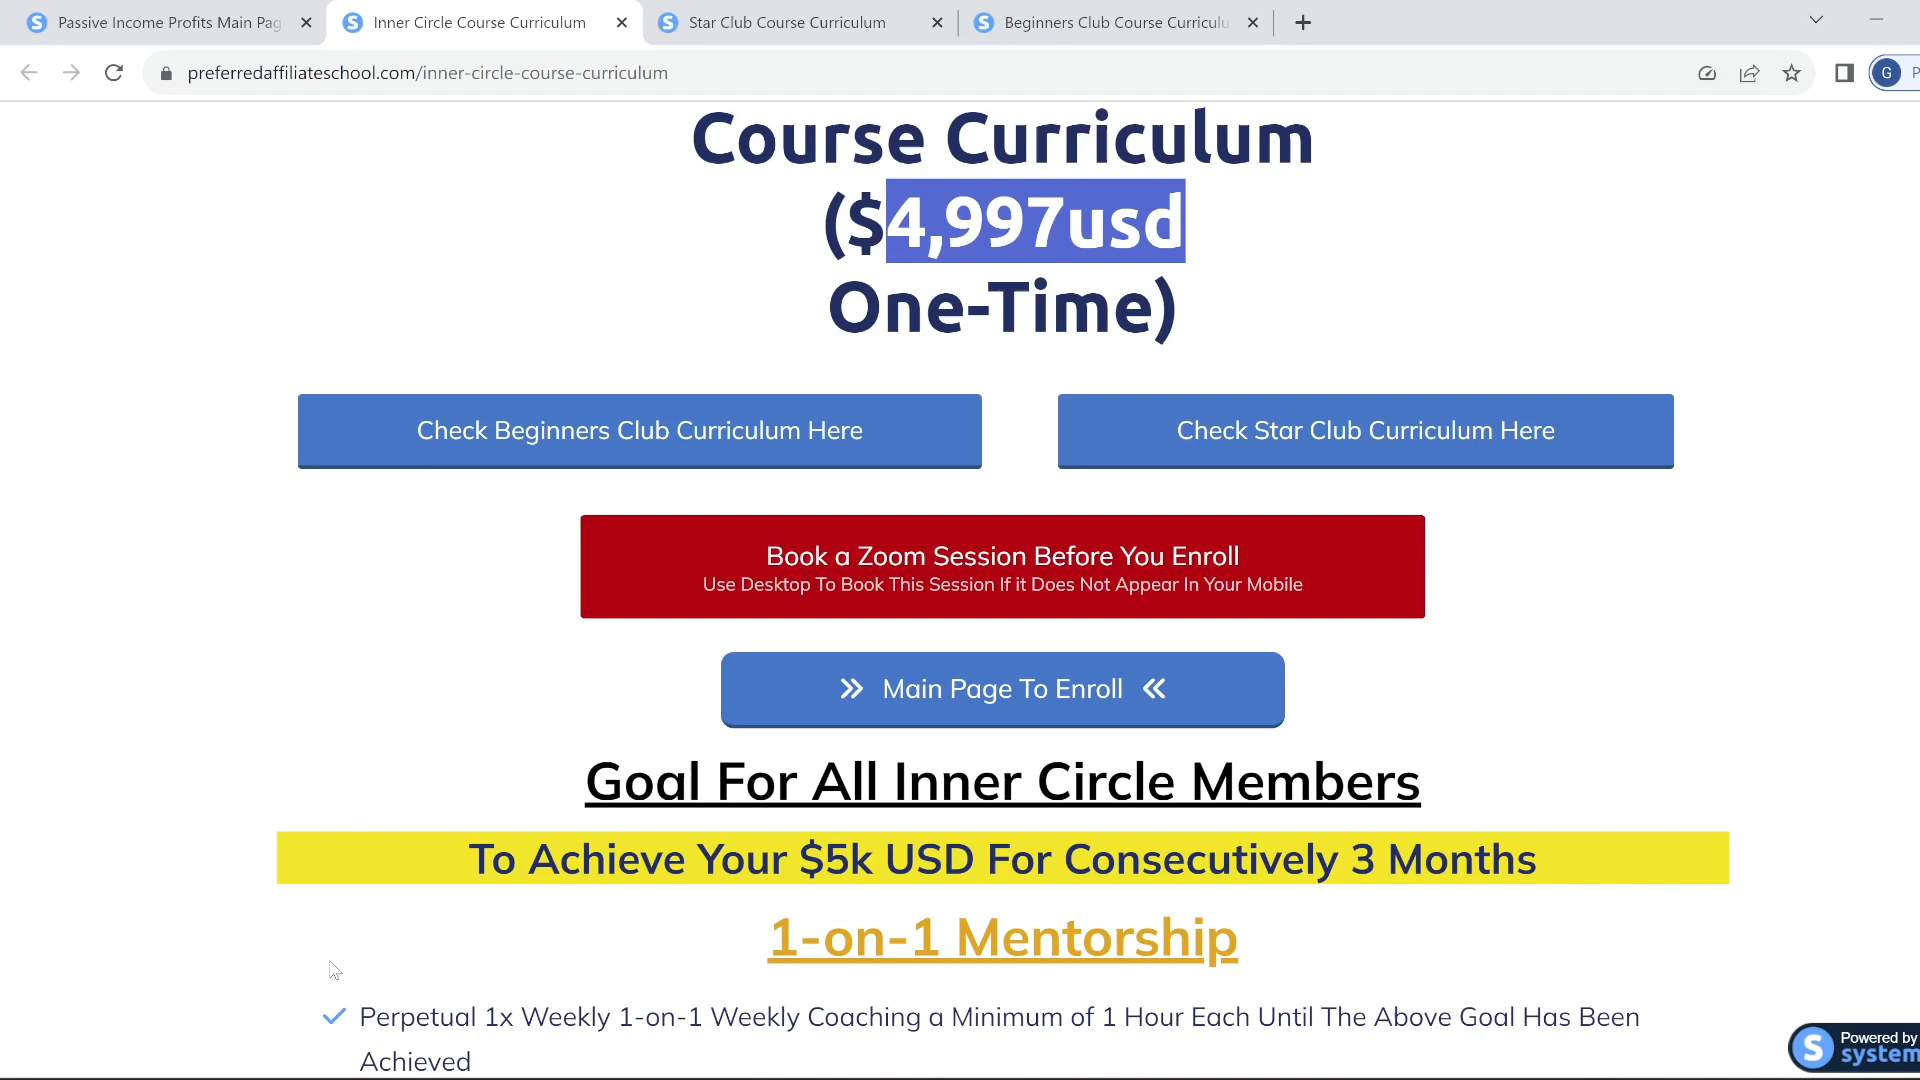 Passive Income Profits Main Pag
Inner Circle Course Curriculum
Star Club Course Curriculum
Beginners Club Course Curriculu
preferredaffiliateschool.com/inner-circle-course-curriculum
G
P
Course Curriculum
($4,997usd
One-Time)
Check Beginners Club Curriculum Here
Check Star Club Curriculum Here
Book a Zoom Session Before You Enroll
Use Desktop To Book This Session If it Does Not Appear In Your Mobile
Main Page To Enroll
Goal For All Inner Circle Members
To Achieve Your $5k USD For Consecutively 3 Months
1-on-1 Mentorship
Perpetual 1x Weekly 1-on-1 Weekly Coaching a Minimum of 1 Hour Each Until The Above Goal Has Been
Achieved
Powered by
system